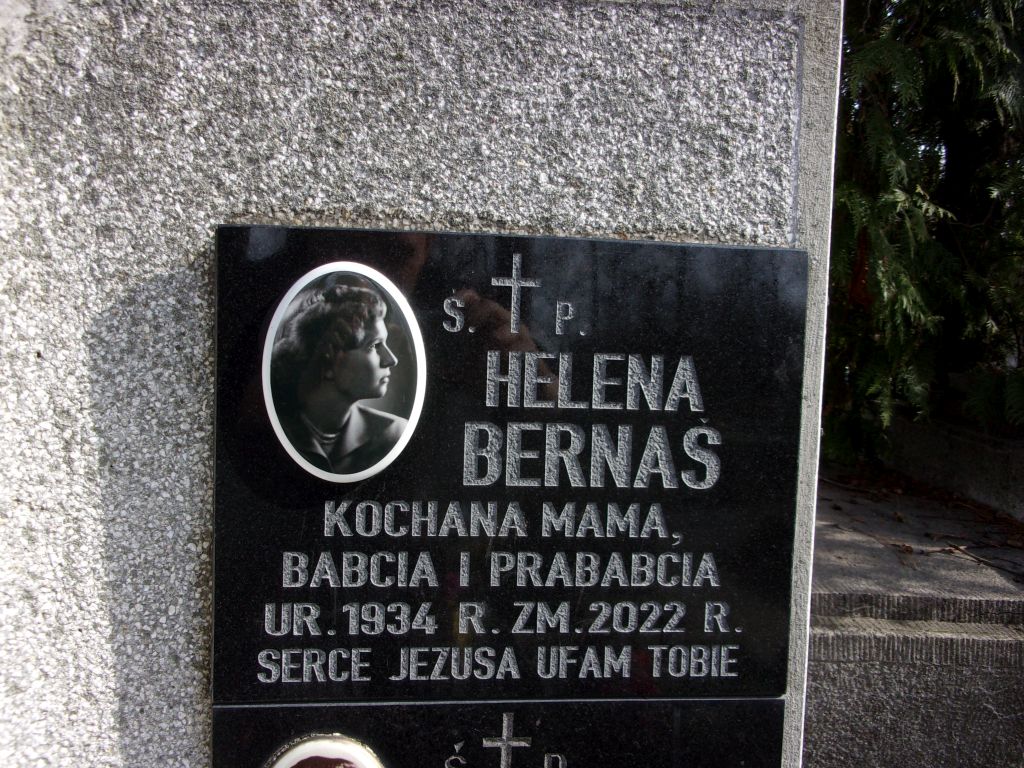 Ś. P.
HELENA
BERNAŚ
KOCHANA MAMA,
BABCIA I PRABABCIA
UR. 1934 R. ZM. 2022 R.
SERCE JEZUSA UFAM TOBIE
Ś P